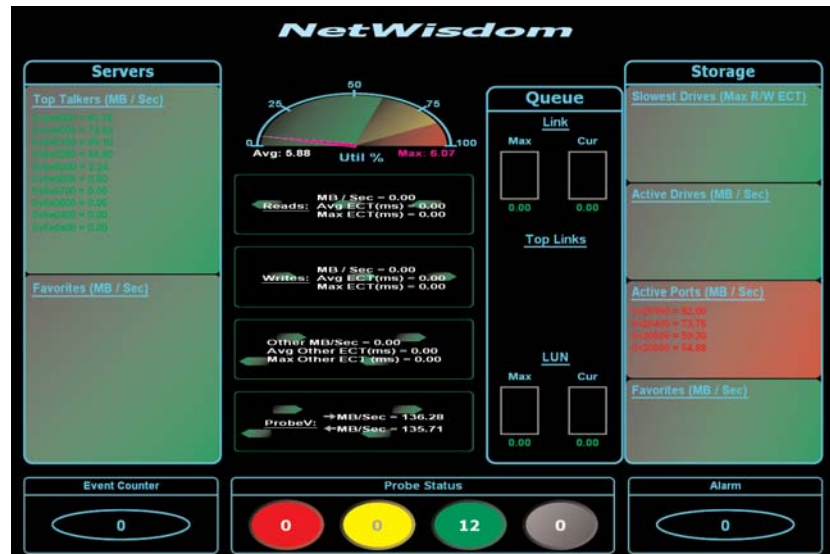 NetWisdom
Servers
Top Talkers (MB / Sec)
Favorites (MB / Sec)
50
25
75
0
100
Avg: 5.88
Util %
Max: 6.07
Reads:
MB / Sec = 0.00
Avg ECT(ms) = 0.00
Max ECT(ms) = 0.00
Writes:
MB / Sec = 0.00
Avg ECT(ms) = 0.00
Max ECT(ms) = 0.00
Other MB/Sec = 0.00
Avg Other ECT(ms) = 0.00
Max Other ECT (ms) = 0.00
ProbeV:
→MB/Sec = 136.28
←MB/Sec = 135.71
Queue
Link
Max Cur
0.00 0.00
Top Links
LUN
Max Cur
0.00 0.00
Storage
Slowest Drives (Max R/W ECT)
Active Drives (MB / Sec)
Active Ports (MB / Sec)
Favorites (MB / Sec)
Event Counter
0
Probe Status
0 0 12 0
Alarm
0